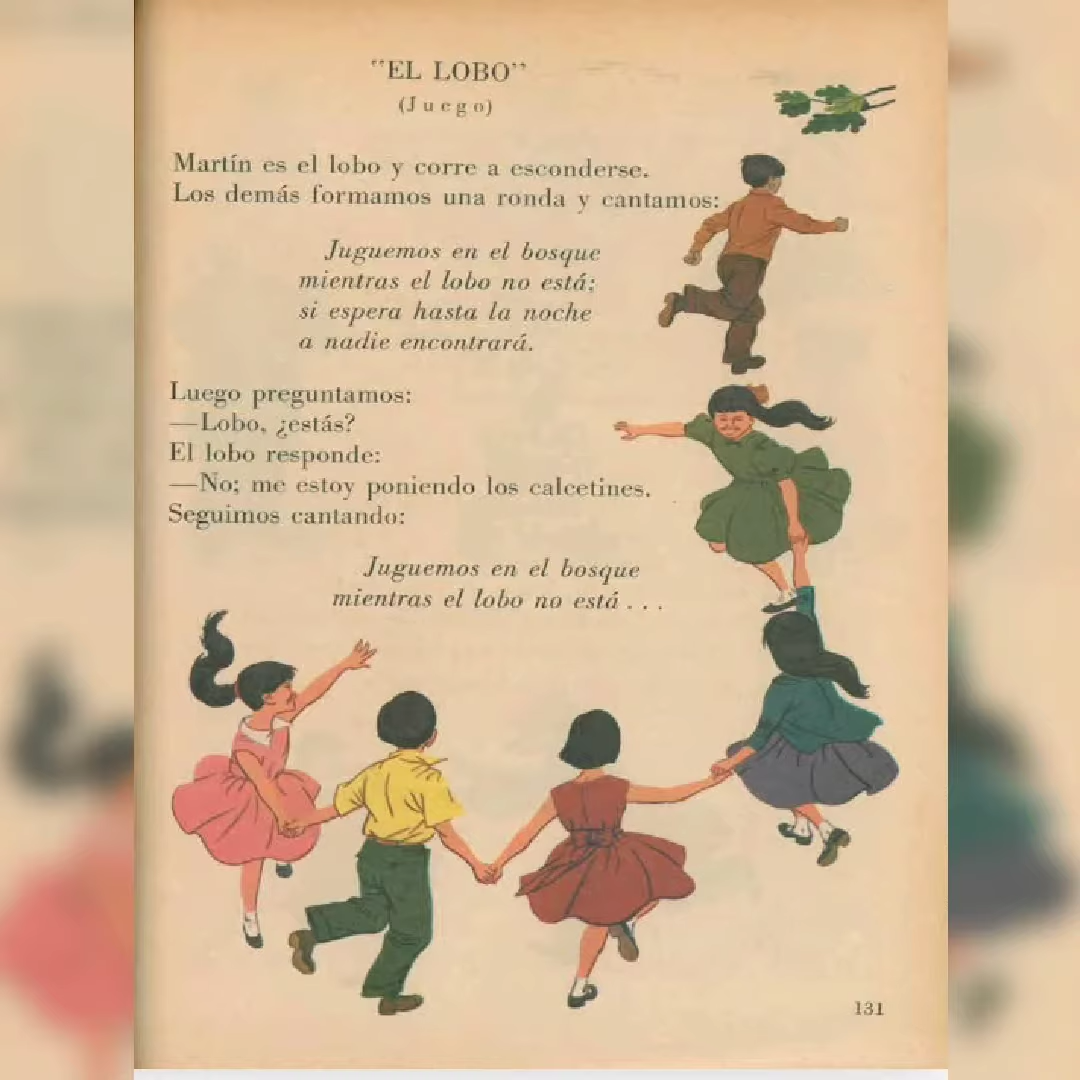 "EL LOBO"
(Juego)
Martín es el lobo y corre a esconderse.
Los demás formamos una ronda y cantamos:
Juguemos en el bosque
mientras el lobo no está;
si espera hasta la noche
a nadie encontrará.
Luego preguntamos:
—Lobo, ¿estás?
El lobo responde:
—No; me estoy poniendo los calcetines.
Seguimos cantando:
Juguemos en el bosque
mientras el lobo no está...
131